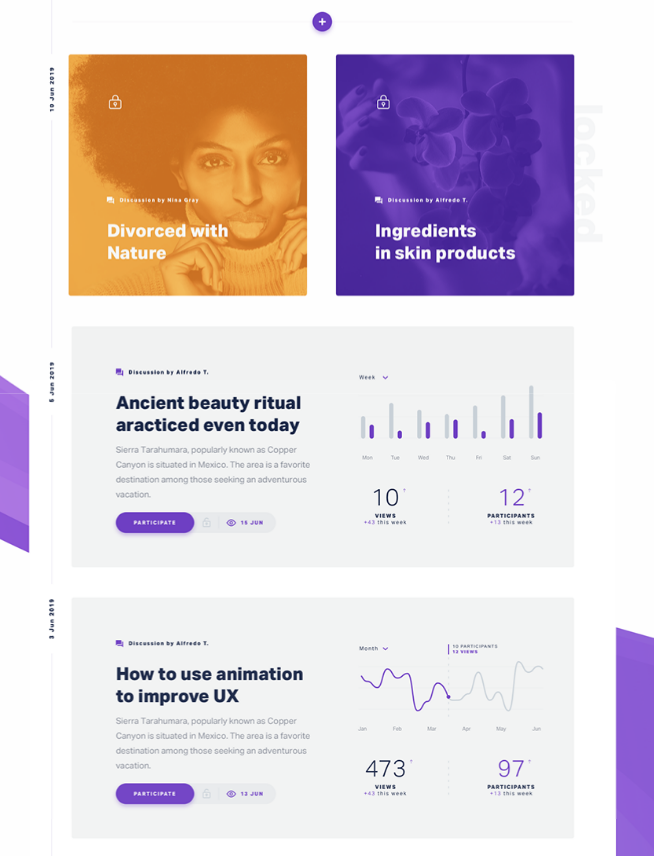 10 Jun 2019
Discussion by Nina Gray
Divorced with
Nature
Discussion by Alfredo T.
Ingredients
in skin products
locked
5 Jun 2019
Discussion by Alfredo T.
Ancient beauty ritual
aracticed even today
Sierra Tarahumara, popularly known as Copper
Canyon is situated in Mexico. The area is a favorite
destination among those seeking an adventurous
vacation.
PARTICIPATE
15 JUN
Week
Mon Tue Wed Thu Fri Sat Sun
10
VIEWS
+43 this week
12
PARTICIPANTS
+13 this week
3 Jun 2019
Discussion by Alfredo T.
How to use animation
to improve UX
Sierra Tarahumara, popularly known as Copper
Canyon is situated in Mexico. The area is a favorite
destination among those seeking an adventurous
vacation.
PARTICIPATE
12 JUN
Month
10 PARTICIPANTS
12 VIEWS
Jan Feb Mar Apr May Jun
473
VIEWS
+43 this week
97
PARTICIPANTS
+13 this week